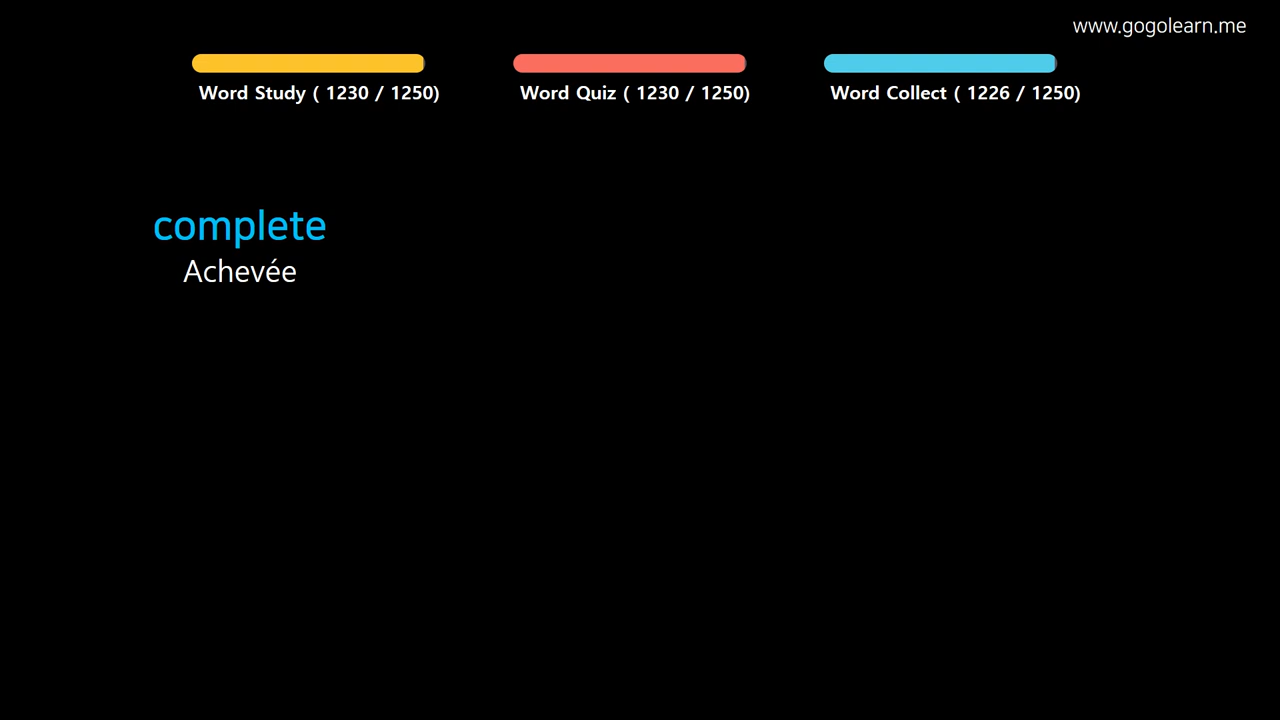 www.gogolearn.me
Word Study ( 1230 / 1250)
Word Quiz ( 1230 / 1250)
Word Collect ( 1226 / 1250)
complete
Achevée